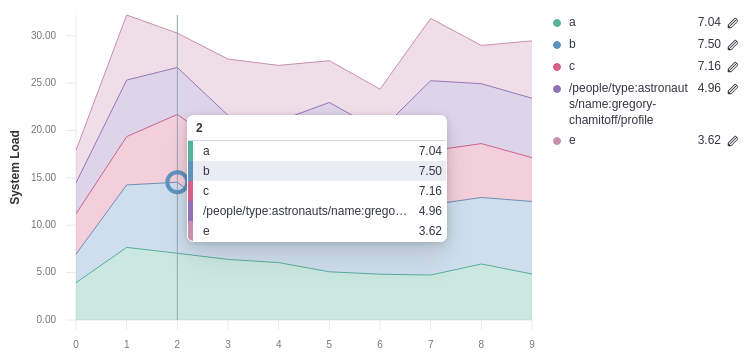 System Load
30.00
25.00
20.00
15.00
10.00
5.00
0.00
0 1 2 3 4 5 6 7 8 9
2
a 7.04
b 7.50
c 7.16
/people/type:astronauts/name:grego… 4.96
e 3.62
a 7.04
b 7.50
c 7.16
/people/type:astronaut 4.96
s/name:gregory-
chamitoff/profile
e 3.62